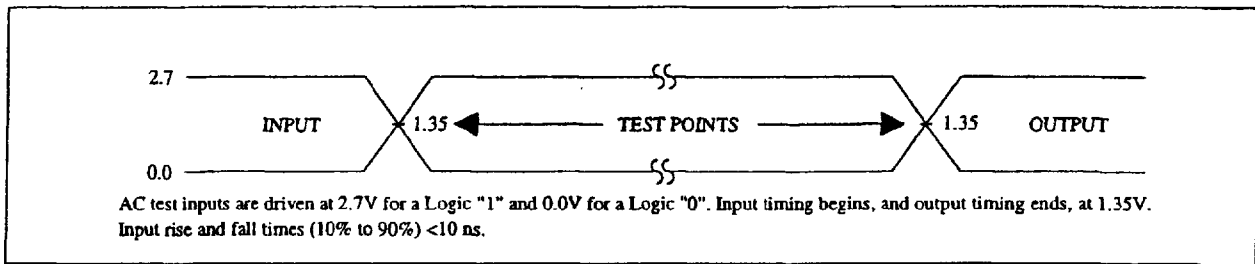 2.7
INPUT 1.35 TEST POINTS 1.35 OUTPUT
0.0
AC test inputs are driven at 2.7V for a Logic "1" and 0.0V for a Logic "0". Input timing begins, and output timing ends, at 1.35V.
Input rise and fall times (10% to 90%) <10 ns.